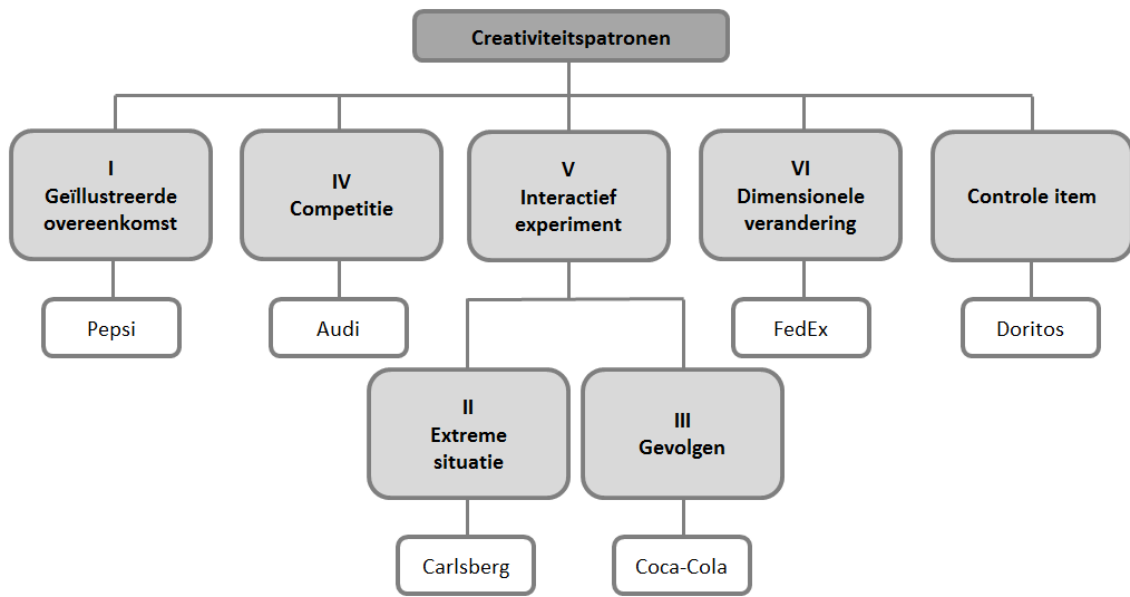 Creativiteitspatronen
I
Geïllustreerde
overeenkomst
IV
Competitie
V
Interactief
experiment
VI
Dimensionele
verandering
Controle item
Pepsi
Audi
FedEx
Doritos
II
Extreme
situatie
III
Gevolgen
Carlsberg
Coca-Cola